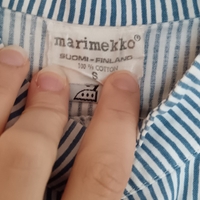 marimekko®
SUOMI-FINLAND
100% COTTON
S